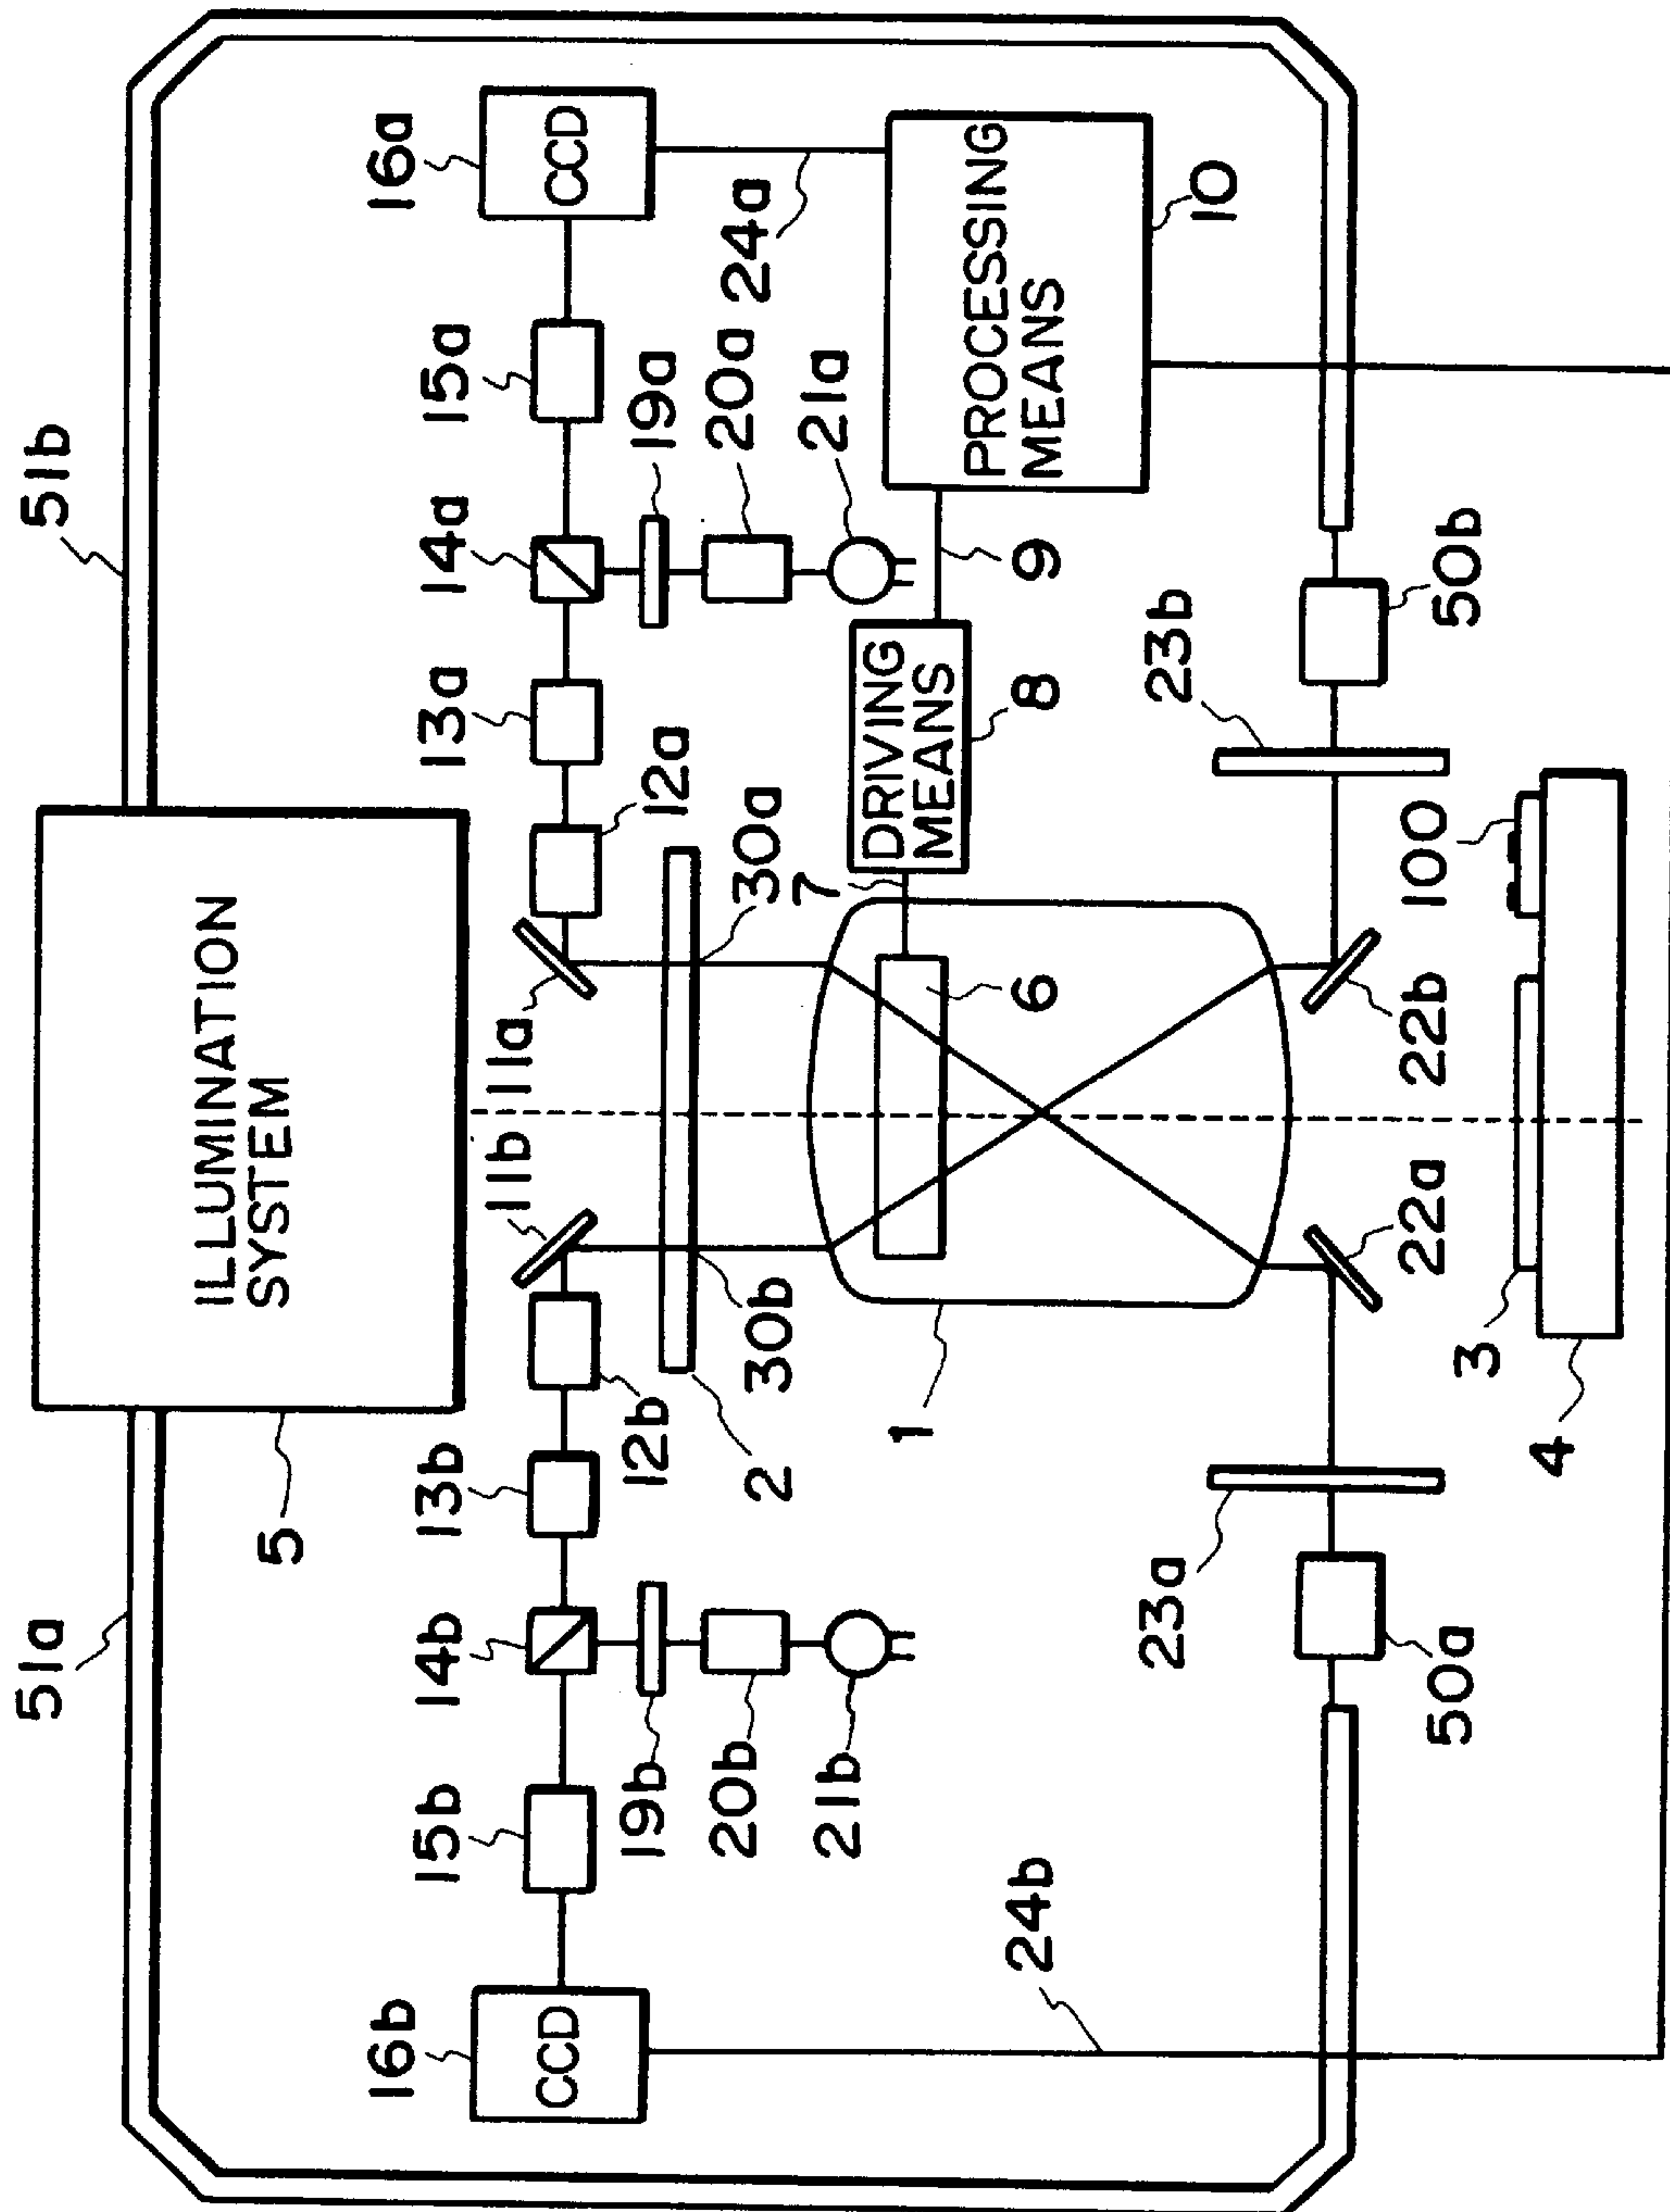 51a
51b
ILLUMINATION
SYSTEM
5
16b
15b
14b
13b
11b
11a
13a
14a
15a
16a
CCD
CCD
12b
12a
19b
19a
20b
20a
24a
2
30b
30a
7
21b
21a
DRIVING
MEANS
PROCESSING
MEANS
1
6
8
9
10
24b
23a
23b
50a
22a
22b
50b
3
100
4